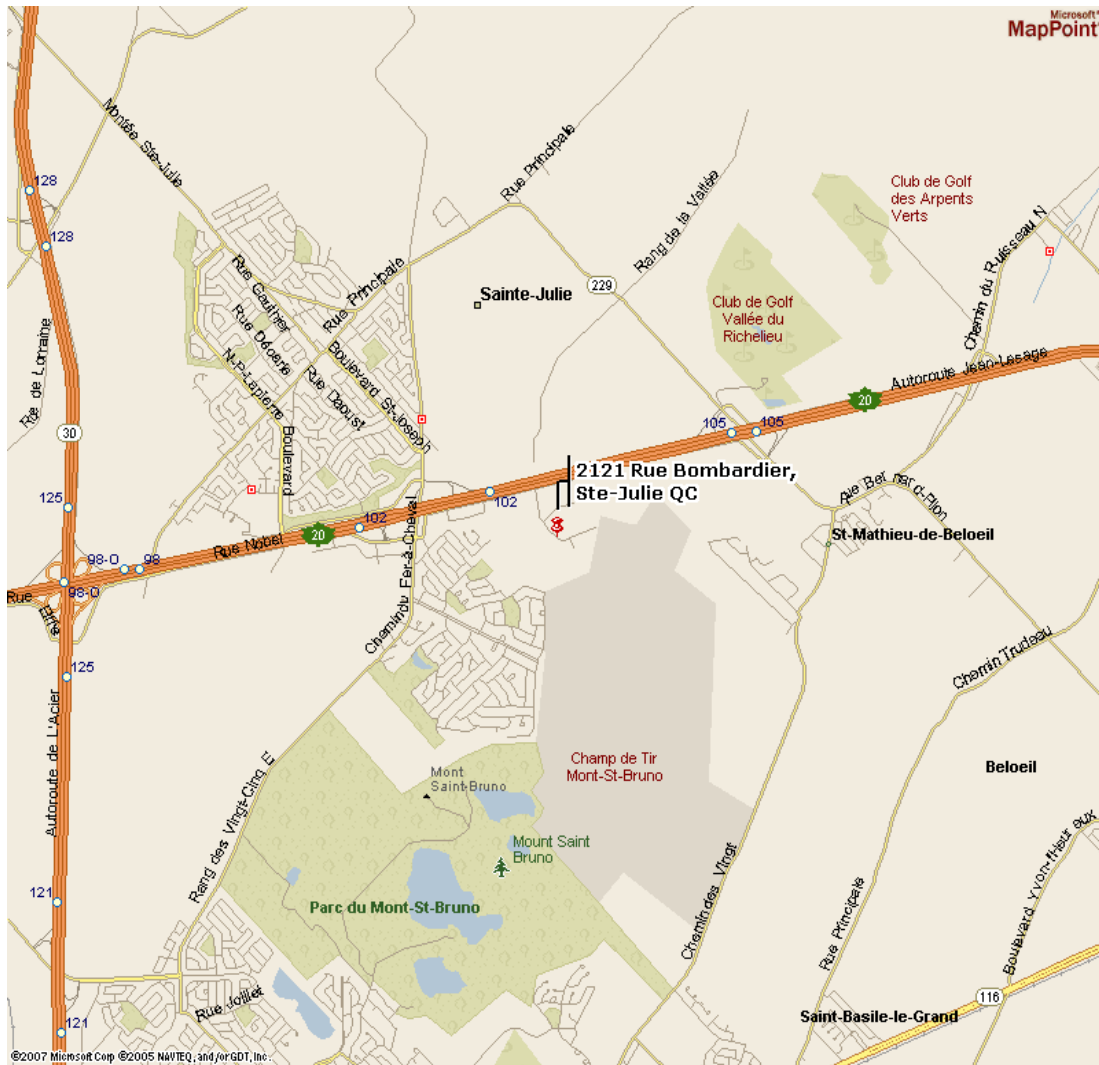 Microsoft®
MapPoint®
Montée Ste-Julie
Rue Principale
128
128
Rang de la Vallée
Club de Golf
des Arpents
Verts
Chemin du Ruisseau N
Rue Gauthier
Rue Principale
Sainte-Julie
229
Club de Golf
Vallée du
Richelieu
Rue de Lorraine
Rue Décarie
N-P-Lapierre
Boulevard
Rue Daoust
Boulevard St-Joseph
Autoroute Jean-Lesage
20
30
105
105
125
102
102
2121 Rue Bombardier,
Ste-Julie QC
20
Rue Nobel
98-O
98
98-O
Rue
Chemin du Fer-à-Cheval
St-Mathieu-de-Beloeil
Chemin Trudeau
125
Autoroute de L'Acier
Champ de Tir
Mont-St-Bruno
Beloeil
Mont
Saint-Bruno
Mount Saint
Bruno
Rang des Vingt-Cinq E
Chemin des Vingt
Rue Principale
121
Parc du Mont-St-Bruno
116
Rue Joliet
Saint-Basile-le-Grand
121
©2007 Microsoft Corp ©2005 NAVTEQ, and/or GDT, Inc.